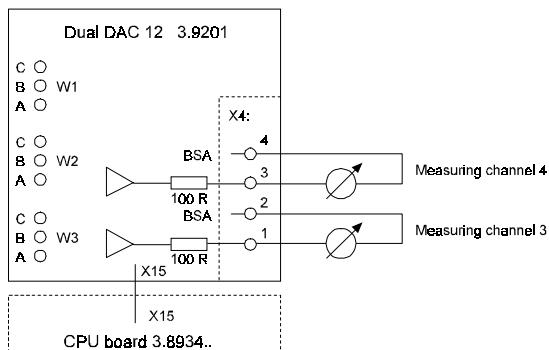 Dual DAC 12 3.9201
C
B W1
A
X4:
C
B W2
A
BSA 4
3
100 R
Measuring channel 4
C
B W3
A
BSA 2
1
100 R
Measuring channel 3
X15
X15
CPU board 3.8934..